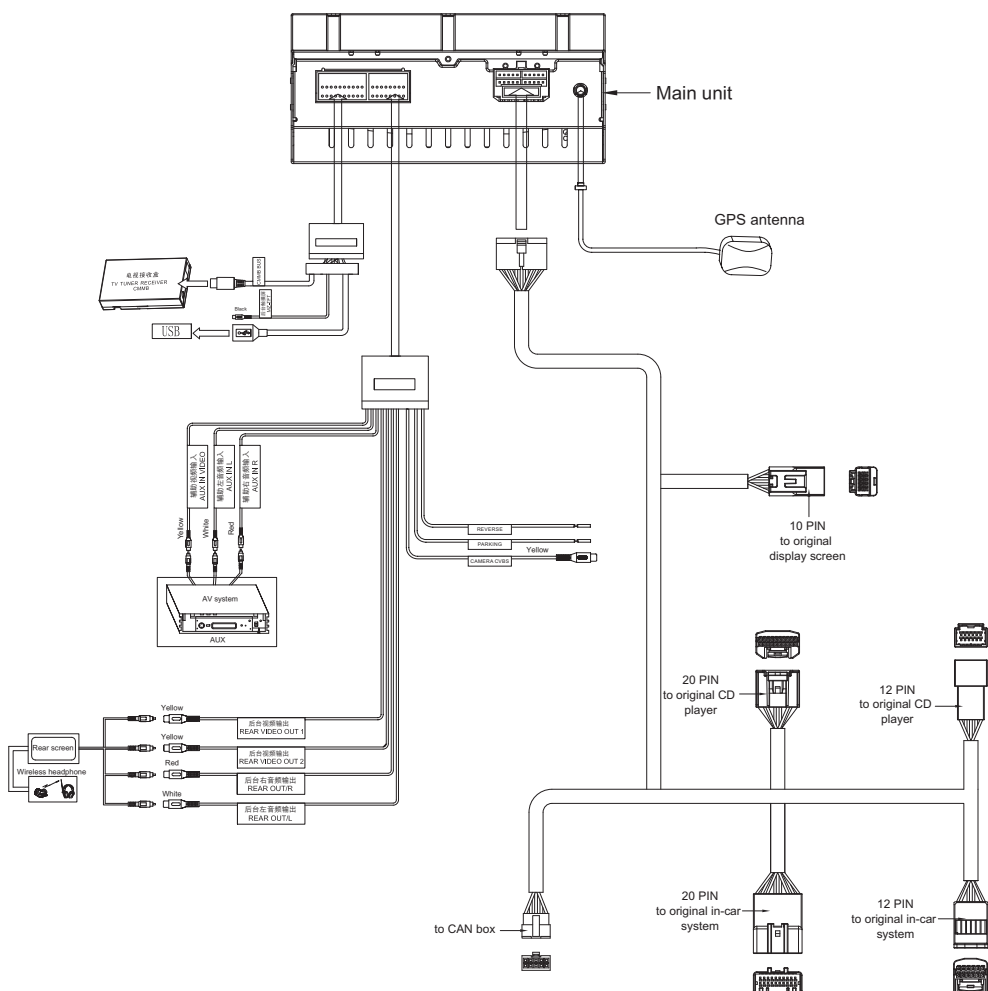 Main unit
GPS antenna
电视接收盒
TV TUNER RECEIVER
CMMB
CMMB BUS
Black
USB
辅助视频输入
AUX IN VIDEO
辅助左音频输入
AUX IN L
辅助右音频输入
AUX IN R
Yellow
White
Red
REVERSE
PARKING
CAMERA CVBS
Yellow
AV system
AUX
10 PIN
to original
display screen
20 PIN
to original CD
player
12 PIN
to original CD
player
Yellow
后台视频输出
REAR VIDEO OUT 1
Yellow
后台视频输出
REAR VIDEO OUT 2
Red
后台右音频输出
REAR OUT/R
White
后台左音频输出
REAR OUT/L
Rear screen
Wireless headphone
to CAN box
20 PIN
to original in-car
system
12 PIN
to original in-car
system